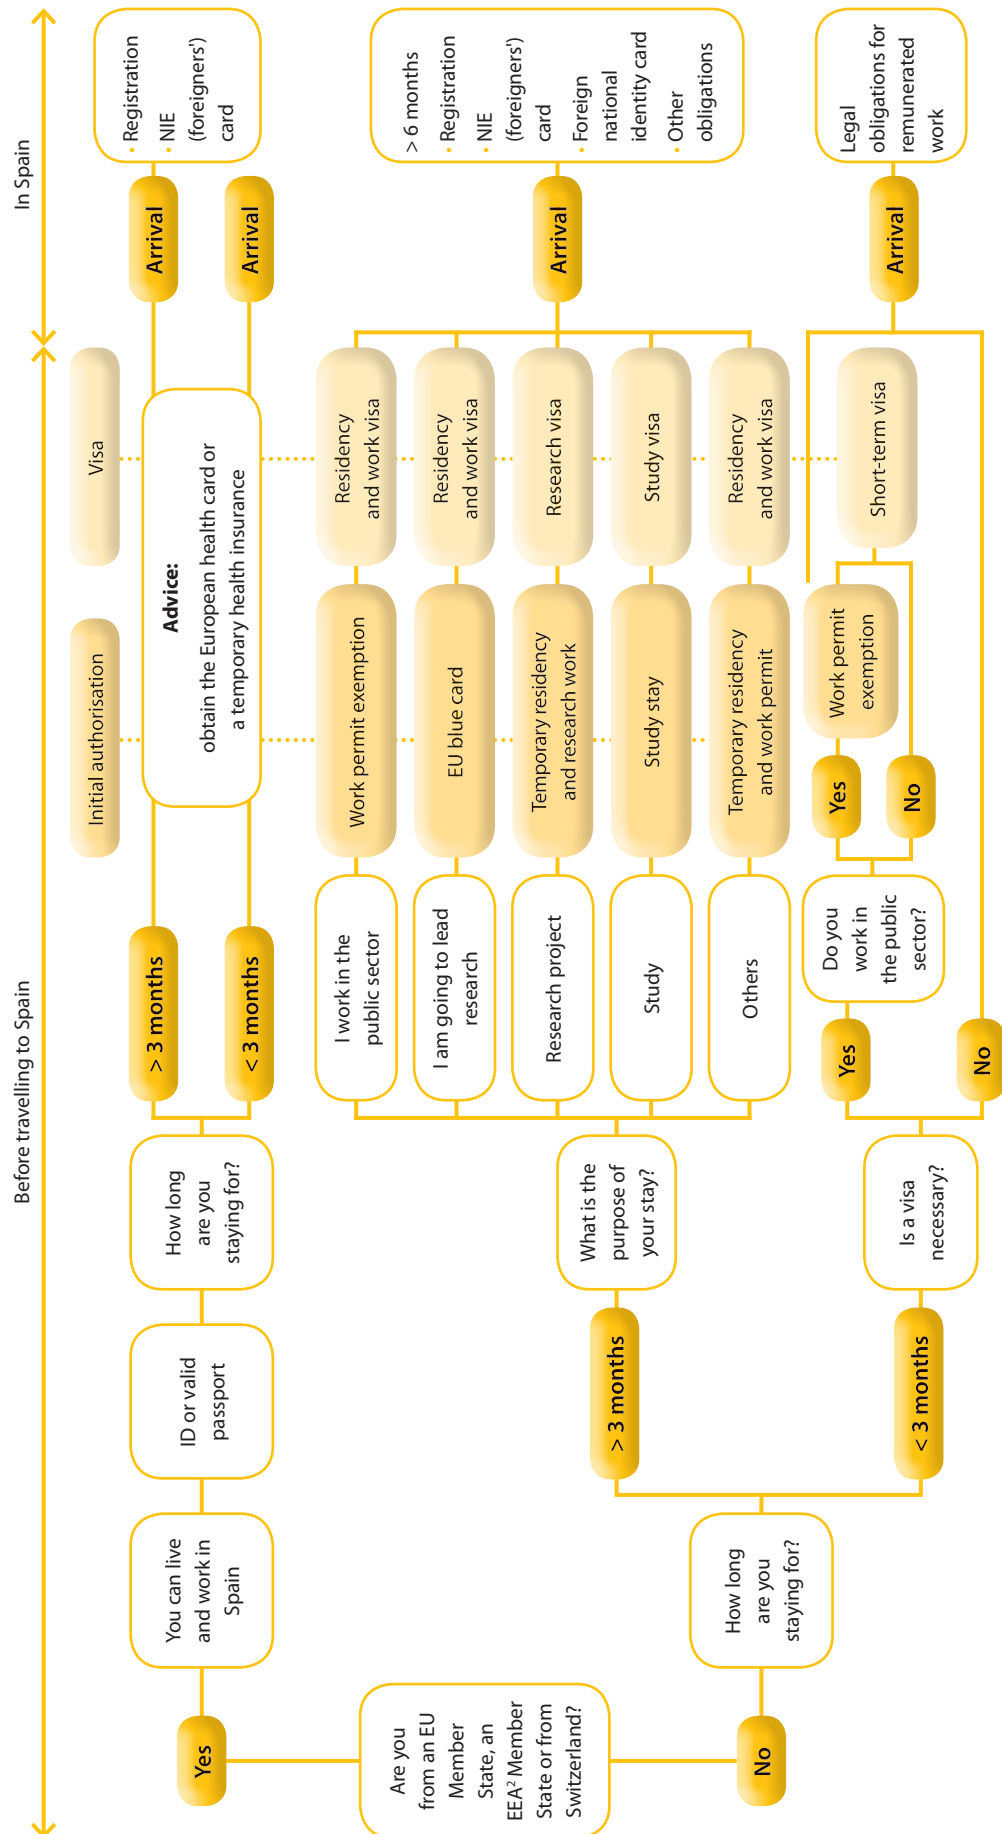 Before travelling to Spain
In Spain
Initial authorisation
Visa
Are you
from an EU
Member
State, an
EEA² Member
State or from
Switzerland?
Yes
You can live
and work in
Spain
ID or valid
passport
How long
are you
staying for?
> 3 months
< 3 months
Advice:
obtain the European health card or
a temporary health insurance
Arrival
Arrival
• Registration
• NIE
(foreigners')
card
No
How long
are you
staying for?
> 3 months
What is the
purpose of
your stay?
I work in the
public sector
Work permit exemption
Residency
and work visa
I am going to lead
research
EU blue card
Residency
and work visa
Research project
Temporary residency
and research work
Research visa
Study
Study stay
Study visa
Others
Temporary residency
and work permit
Residency
and work visa
Arrival
> 6 months
• Registration
• NIE
(foreigners')
card
• Foreign
national
identity card
• Other
obligations
< 3 months
Is a visa
necessary?
Yes
Do you
work in
the public
sector?
Yes
Work permit
exemption
No
Short-term visa
No
Arrival
Legal
obligations for
remunerated
work